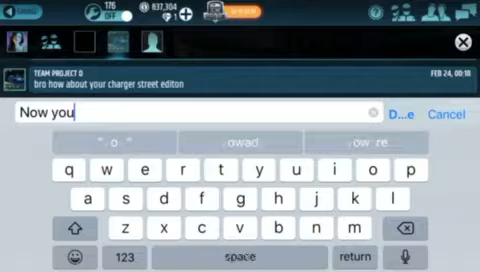 176
OFF
837,304
1
TEAM PROJECT D
FEB 24, 00:18
bro how about your charger street editon
Now you
D...e
Cancel
q w e r t y u i o p
a s d f g h j k l
z x c v b n m
123
space
return